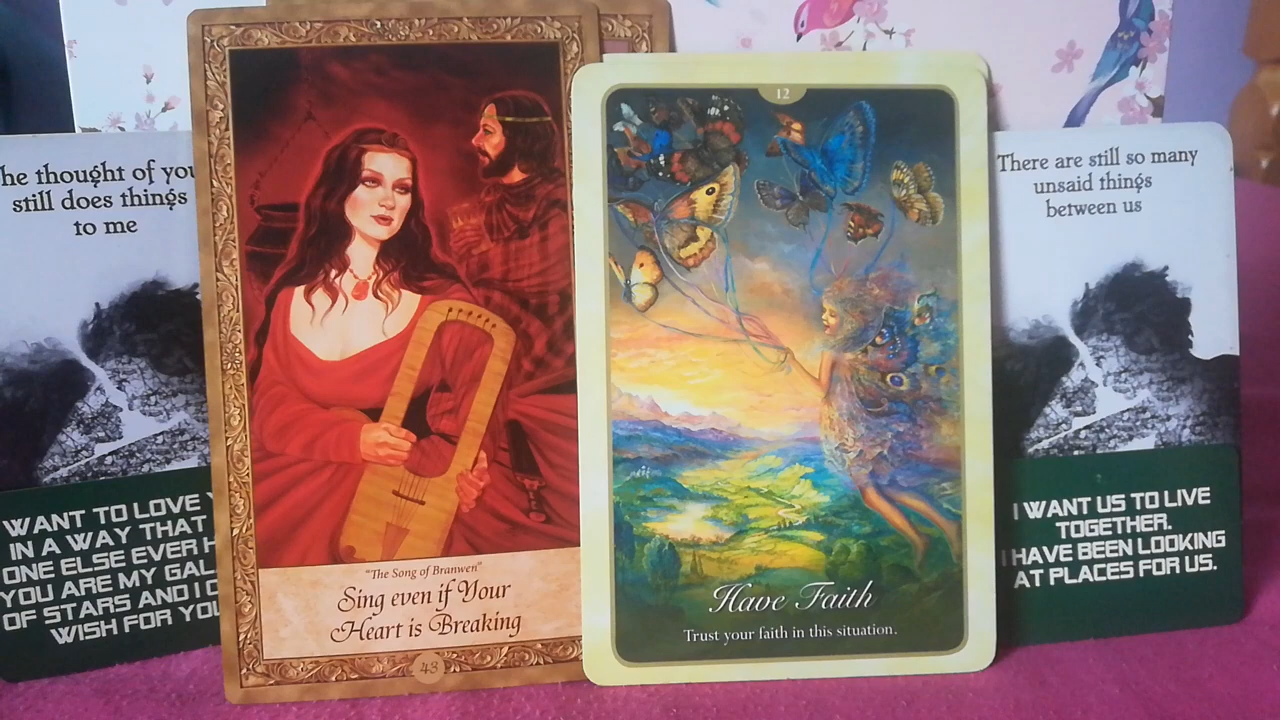 he thought of you
still does things
to me
WANT TO LOVE
IN A WAY THAT
ONE ELSE EVER H
YOU ARE MY GAL
OF STARS AND I C
WISH FOR YOU
"The Song of Branwen"
Sing even if Your
Heart is Breaking
43
12
Have Faith
Trust your faith in this situation.
There are still so many
unsaid things
between us
I WANT US TO LIVE
TOGETHER.
I HAVE BEEN LOOKING
AT PLACES FOR US.